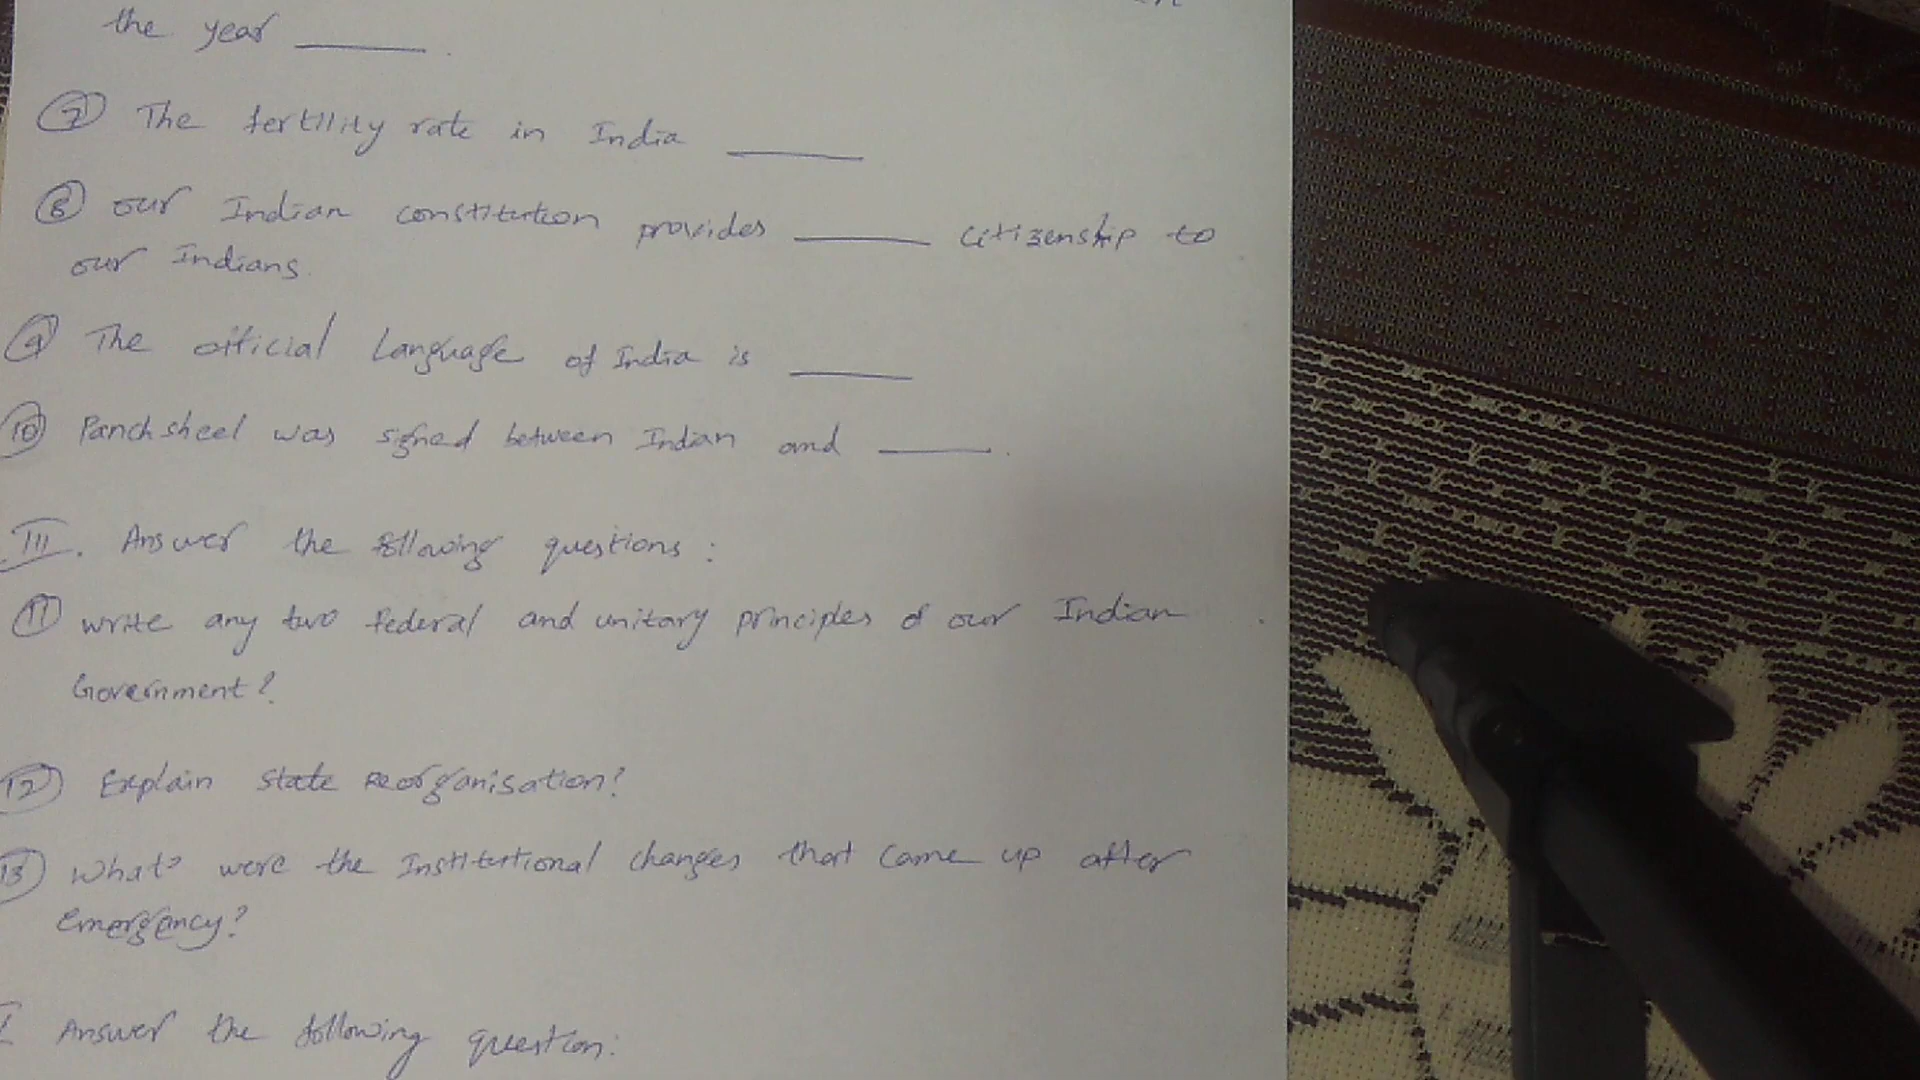 the year ______.
(7) The fertility rate in India ______
(8) our Indian constitution provides ______ citizenship to
our Indians.
(9) The official Language of India is ______
(10) Panchsheel was signed between Indian and ______.
III. Answer the following questions:
(11) write any two federal and unitary principles of our Indian
Government?
(12) Explain State Reorganisation?
13) What were the Institutional changes that came up after
emergency?
Answer the following question: